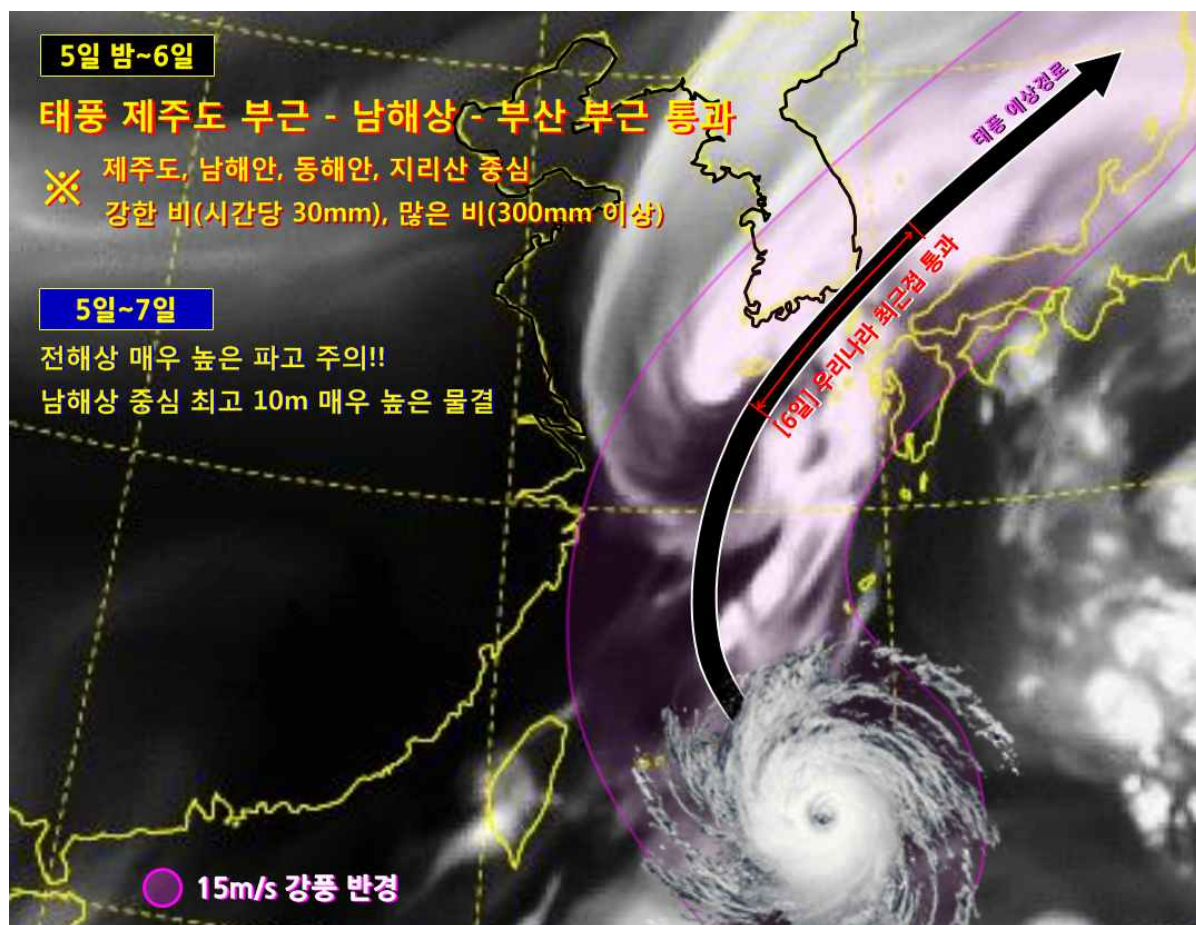 5일 밤~6일
태풍 제주도 부근 - 남해상 - 부산 부근 통과
※ 제주도, 남해안, 동해안, 지리산 중심
강한 비(시간당 30mm), 많은 비(300mm 이상)
5일~7일
전해상 매우 높은 파고 주의!!
남해상 중심 최고 10m 매우 높은 물결
태풍 예상경로
[6일] 우리나라 최근접 통과
15m/s 강풍 반경